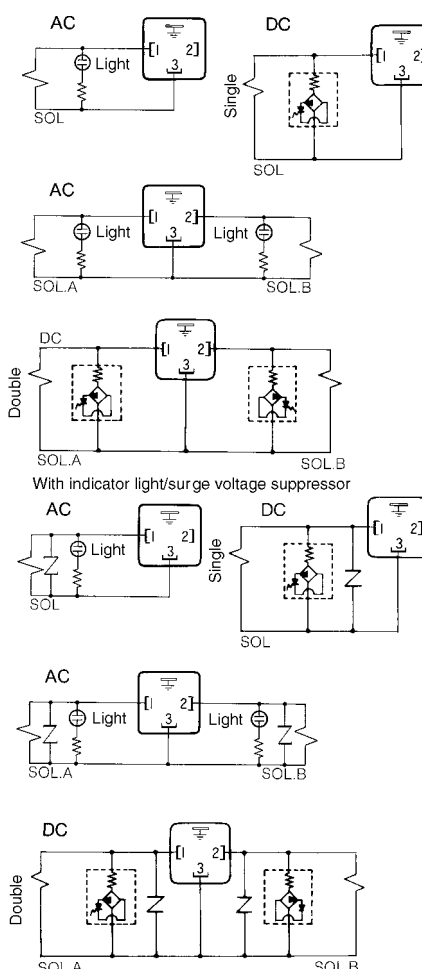 AC
DC
[1 2]
3
Light
[1 2]
3
Single
SOL
SOL
AC
[1 2]
3
Light
Light
SOL.A
SOL.B
DC
[1 2]
3
Double
SOL.A
SOL.B
With indicator light/surge voltage suppressor
AC
DC
[1 2]
3
Light
[1 2]
3
Single
SOL
SOL
AC
[1 2]
3
Light
Light
SOL.A
SOL.B
DC
[1 2]
3
Double
SOL.A
SOL.B